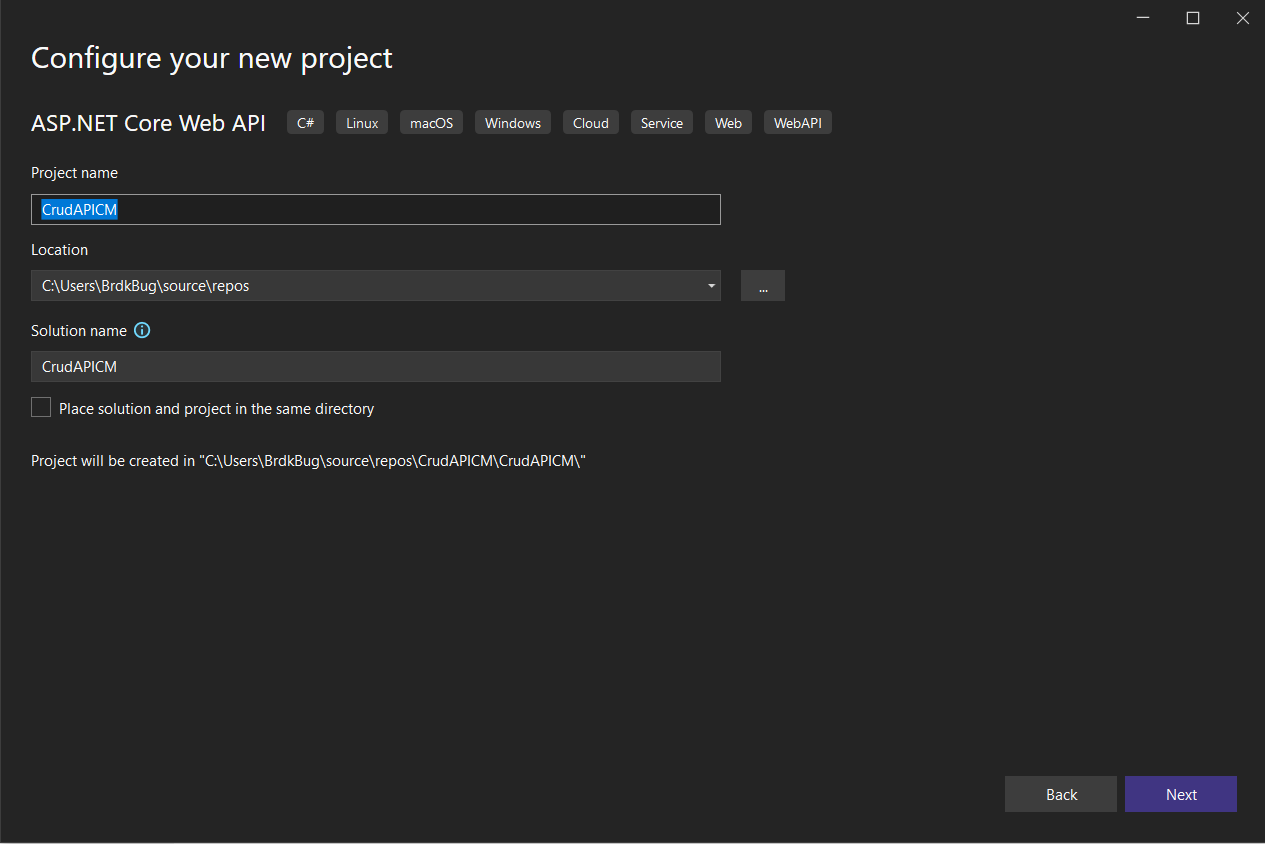 Configure your new project
ASP.NET Core Web API C# Linux macOS Windows Cloud Service Web WebAPI
Project name
CrudAPICM
Location
C:\Users\BrdkBug\source\repos
...
Solution name
CrudAPICM
Place solution and project in the same directory
Project will be created in "C:\Users\BrdkBug\source\repos\CrudAPICM\CrudAPICM\"
Back Next